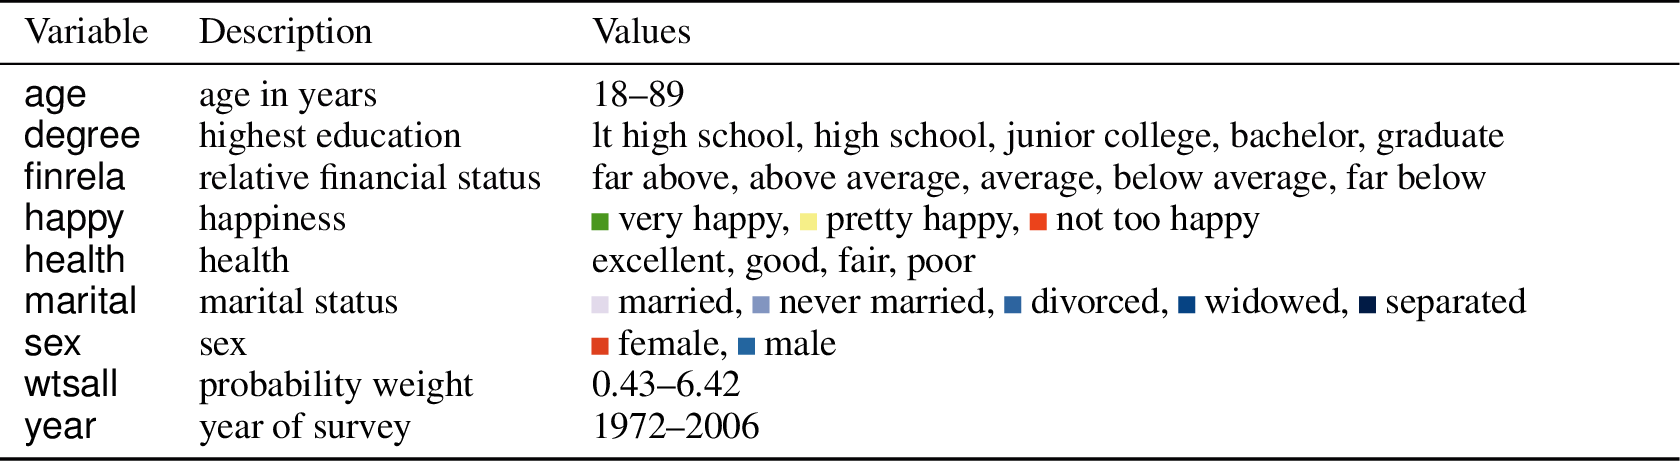 Variable Description Values
age age in years 18–89
degree highest education lt high school, high school, junior college, bachelor, graduate
finrela relative financial status far above, above average, average, below average, far below
happy happiness very happy, pretty happy, not too happy
health health excellent, good, fair, poor
marital marital status married, never married, divorced, widowed, separated
sex sex female, male
wtsall probability weight 0.43–6.42
year year of survey 1972–2006